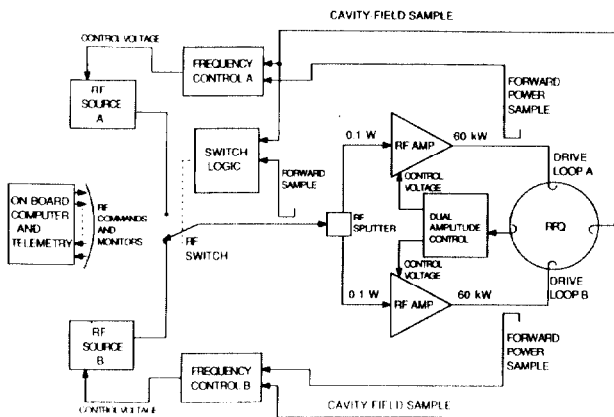 CAVITY FIELD SAMPLE
CONTROL VOLTAGE
FREQUENCY
CONTROL A
RF
SOURCE
A
FORWARD
POWER
SAMPLE
SWITCH
LOGIC
FORWARD
SAMPLE
0.1 W
RF AMP
60 kW
DRIVE
LOOP A
CONTROL
VOLTAGE
ON BOARD
COMPUTER
AND
TELEMETRY
RF
COMMANDS
AND
MONITORS
RF
SWITCH
RF
SPLITTER
DUAL
AMPLITUDE
CONTROL
RFQ
CONTROL
VOLTAGE
0.1 W
RF AMP
60 kW
DRIVE
LOOP B
RF
SOURCE
B
FREQUENCY
CONTROL B
FORWARD
POWER
SAMPLE
CONTROL VOLTAGE
CAVITY FIELD SAMPLE